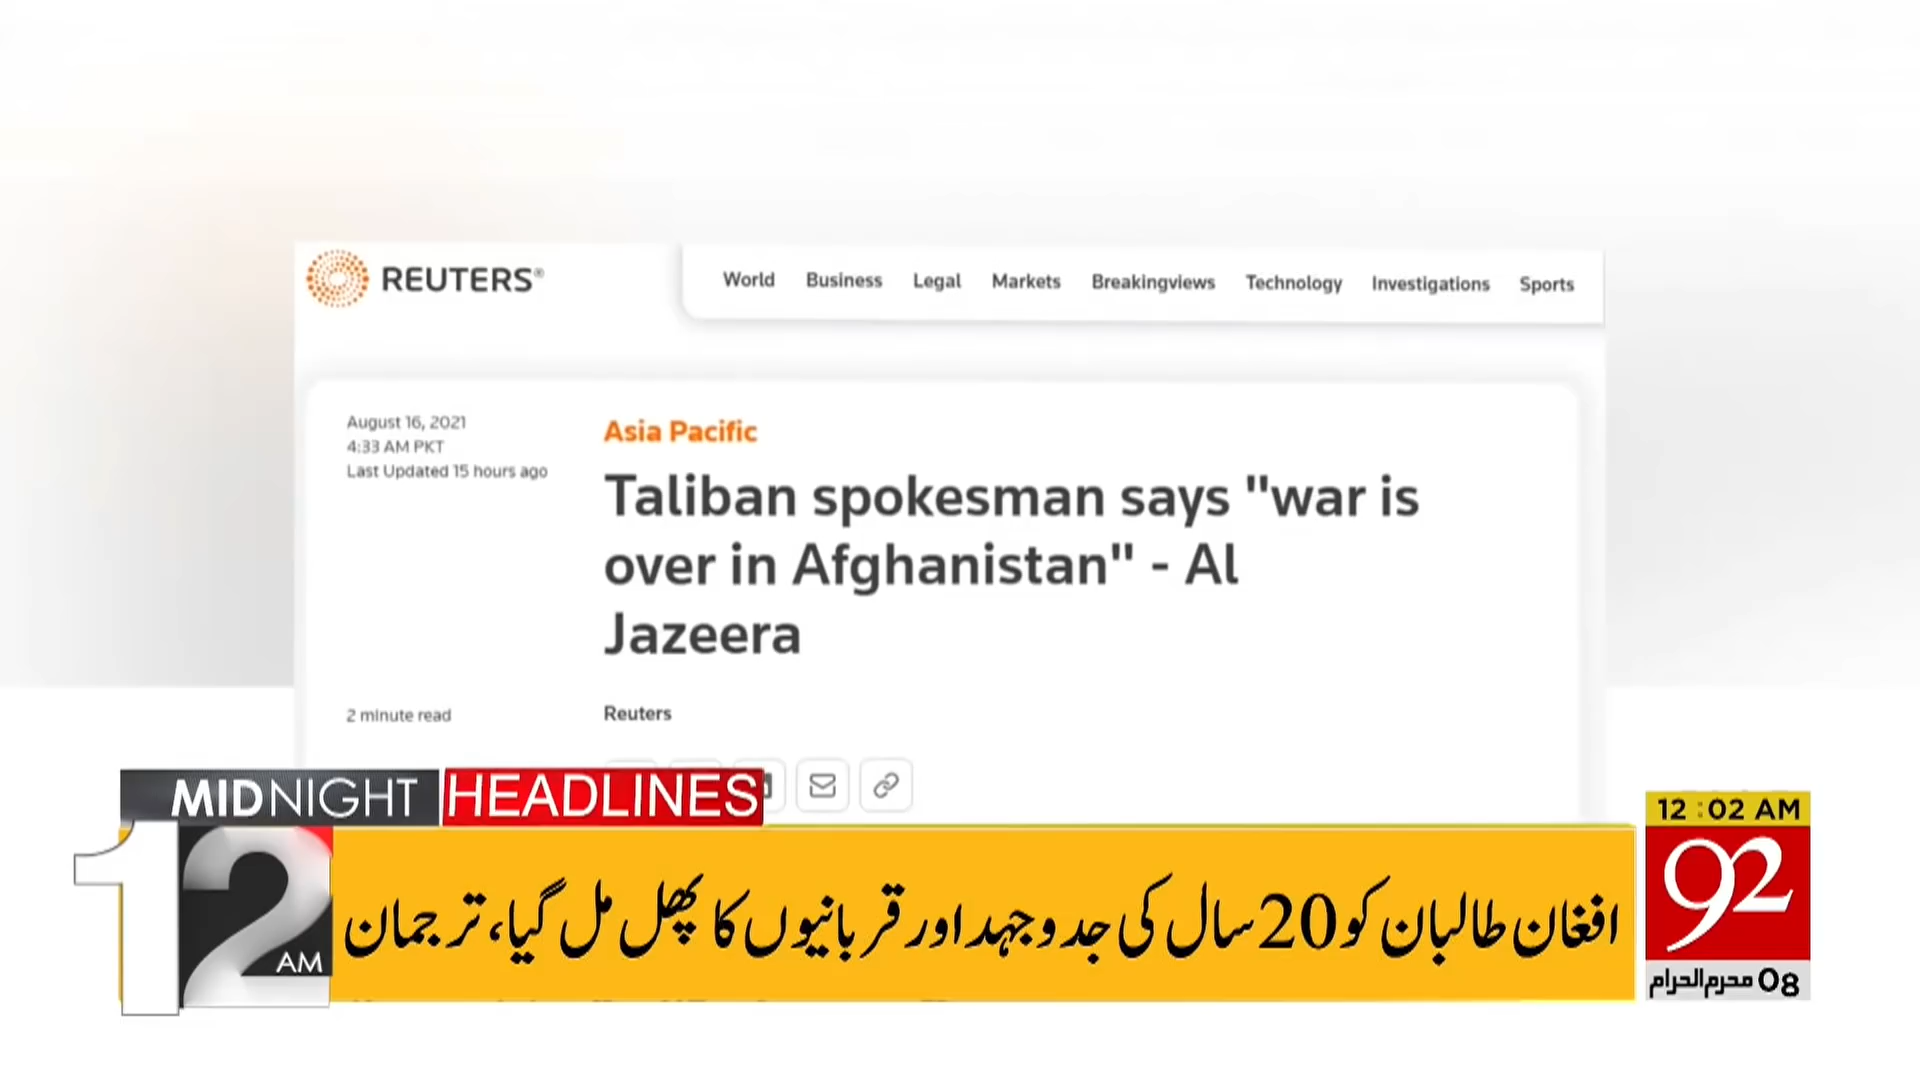 REUTERS®
World Business Legal Markets Breakingviews Technology Investigations Sports
August 16, 2021
4:33 AM PKT
Last Updated 15 hours ago
Asia Pacific
Taliban spokesman says "war is
over in Afghanistan" - Al
Jazeera
2 minute read
Reuters
MIDNIGHT HEADLINES
12 AM
افغان طالبان کو 20 سال کی جدوجہد اور قربانیوں کا پھل مل گیا، ترجمان
12:02 AM
92
08 محرم الحرام